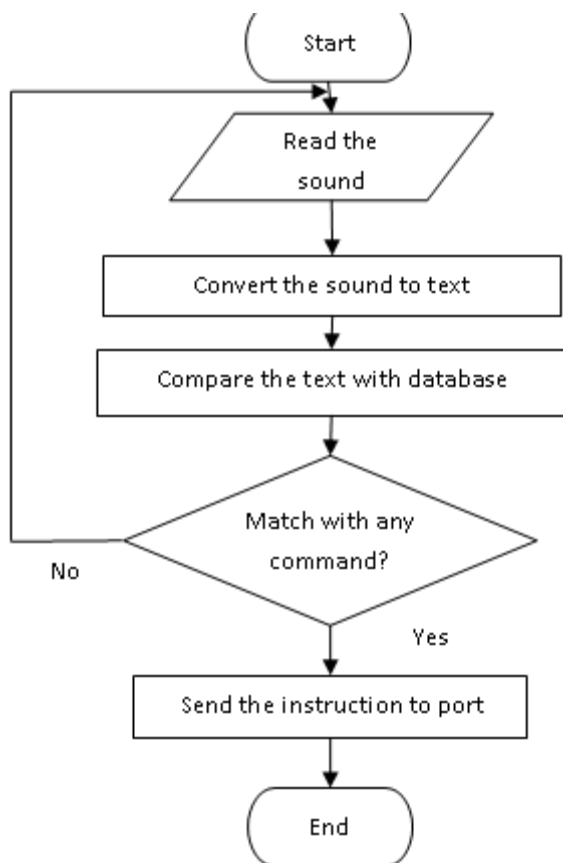 Start
Read the
sound
Convert the sound to text
Compare the text with database
Match with any
command?
No
Yes
Send the instruction to port
End